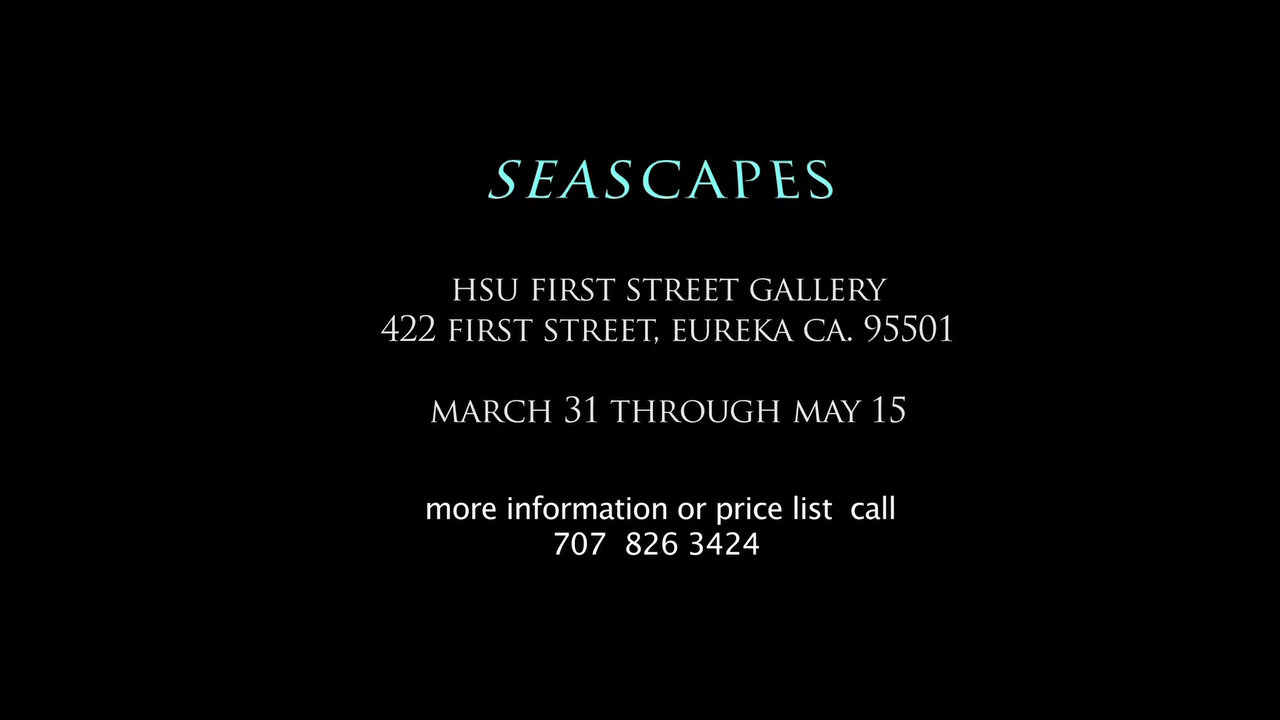 SEASCAPES
HSU FIRST STREET GALLERY
422 FIRST STREET, EUREKA CA. 95501
MARCH 31 THROUGH MAY 15
more information or price list  call
707  826 3424